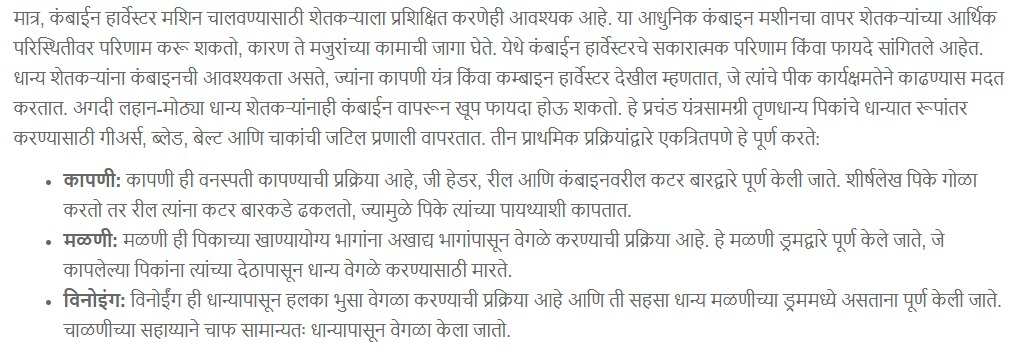 मात्र, कंबाईन हार्वेस्टर मशिन चालवण्यासाठी शेतकऱ्याला प्रशिक्षित करणेही आवश्यक आहे. या आधुनिक कंबाइन मशीनचा वापर शेतकऱ्यांच्या आर्थिक
परिस्थितीवर परिणाम करू शकतो, कारण ते मजुरांच्या कामाची जागा घेते. येथे कंबाईन हार्वेस्टरचे सकारात्मक परिणाम किंवा फायदे सांगितले आहेत.
धान्य शेतकऱ्यांना कंबाइनची आवश्यकता असते, ज्यांना कापणी यंत्र किंवा कम्बाइन हार्वेस्टर देखील म्हणतात, जे त्यांचे पीक कार्यक्षमतेने काढण्यास मदत
करतात. अगदी लहान-मोठ्या धान्य शेतकऱ्यांनाही कंबाईन वापरून खूप फायदा होऊ शकतो. हे प्रचंड यंत्रसामग्री तृणधान्य पिकांचे धान्यात रूपांतर
करण्यासाठी गीअर्स, ब्लेड, बेल्ट आणि चाकांची जटिल प्रणाली वापरतात. तीन प्राथमिक प्रक्रियांद्वारे एकत्रितपणे हे पूर्ण करते:
• कापणी: कापणी ही वनस्पती कापण्याची प्रक्रिया आहे, जी हेडर, रील आणि कंबाइनवरील कटर बारद्वारे पूर्ण केली जाते. शीर्षलेख पिके गोळा
करतो तर रील त्यांना कटर बारकडे ढकलतो, ज्यामुळे पिके त्यांच्या पायथ्याशी कापतात.
• मळणी: मळणी ही पिकाच्या खाण्यायोग्य भागांना अखाद्य भागांपासून वेगळे करण्याची प्रक्रिया आहे. हे मळणी ड्रमद्वारे पूर्ण केले जाते, जे
कापलेल्या पिकांना त्यांच्या देठापासून धान्य वेगळे करण्यासाठी मारते.
• विनोइंग: विनोईंग ही धान्यापासून हलका भुसा वेगळा करण्याची प्रक्रिया आहे आणि ती सहसा धान्य मळणीच्या ड्रममध्ये असताना पूर्ण केली जाते.
चाळणीच्या सहाय्याने चाफ सामान्यतः धान्यापासून वेगळा केला जातो.